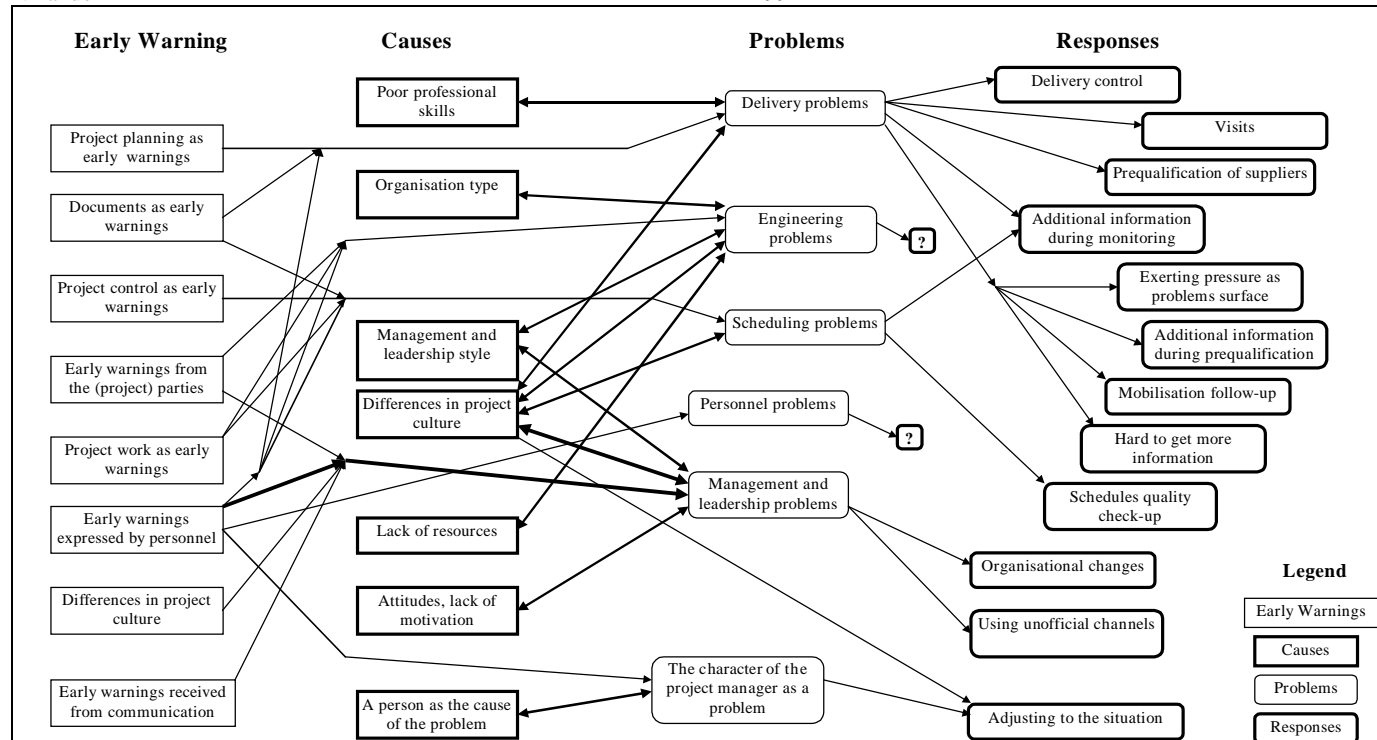 Early Warning
Causes
Problems
Responses
Project planning as
early warnings
Documents as early
warnings
Project control as early
warnings
Early warnings from
the (project) parties
Project work as early
warnings
Early warnings
expressed by personnel
Differences in project
culture
Early warnings received
from communication
Poor professional
skills
Organisation type
Management and
leadership style
Differences in project
culture
Lack of resources
Attitudes, lack of
motivation
A person as the cause
of the problem
Delivery problems
Engineering
problems
Scheduling problems
Personnel problems
Management and
leadership problems
The character of the
project manager as a
problem
Delivery control
Visits
Prequalification of suppliers
Additional information
during monitoring
?
Exerting pressure as
problems surface
Additional information
during prequalification
Mobilisation follow-up
?
Hard to get more
information
Schedules quality
check-up
Organisational changes
Using unofficial channels
Adjusting to the situation
Legend
Early Warnings
Causes
Problems
Responses